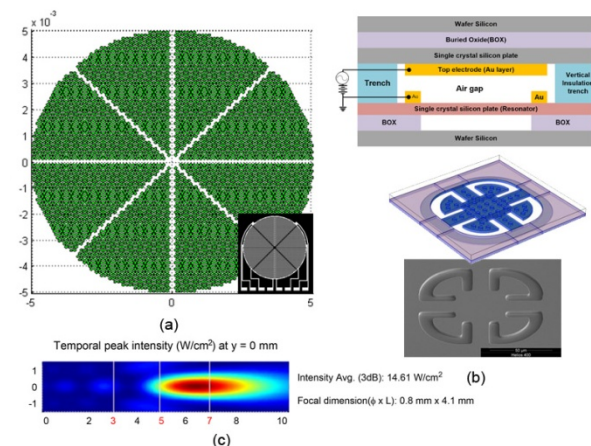 (a)
5 × 10⁻³
4
3
2
1
0
-1
-2
-3
-4
-5
-5
0
5
(a)
Wafer Silicon
Buried Oxide(BOX)
Single crystal silicon plate
Top electrode (Au layer)
Trench
Air gap
Vertical
Insulation
trench
Au
Au
Single crystal silicon plate (Resonator)
BOX
BOX
Wafer Silicon
(b)
Temporal peak intensity (W/cm²) at y = 0 mm
1
0
-1
0
2
3
4
5
6
7
8
10
Intensity Avg. (3dB): 14.61 W/cm²
Focal dimension(ϕ x L): 0.8 mm x 4.1 mm
(c)